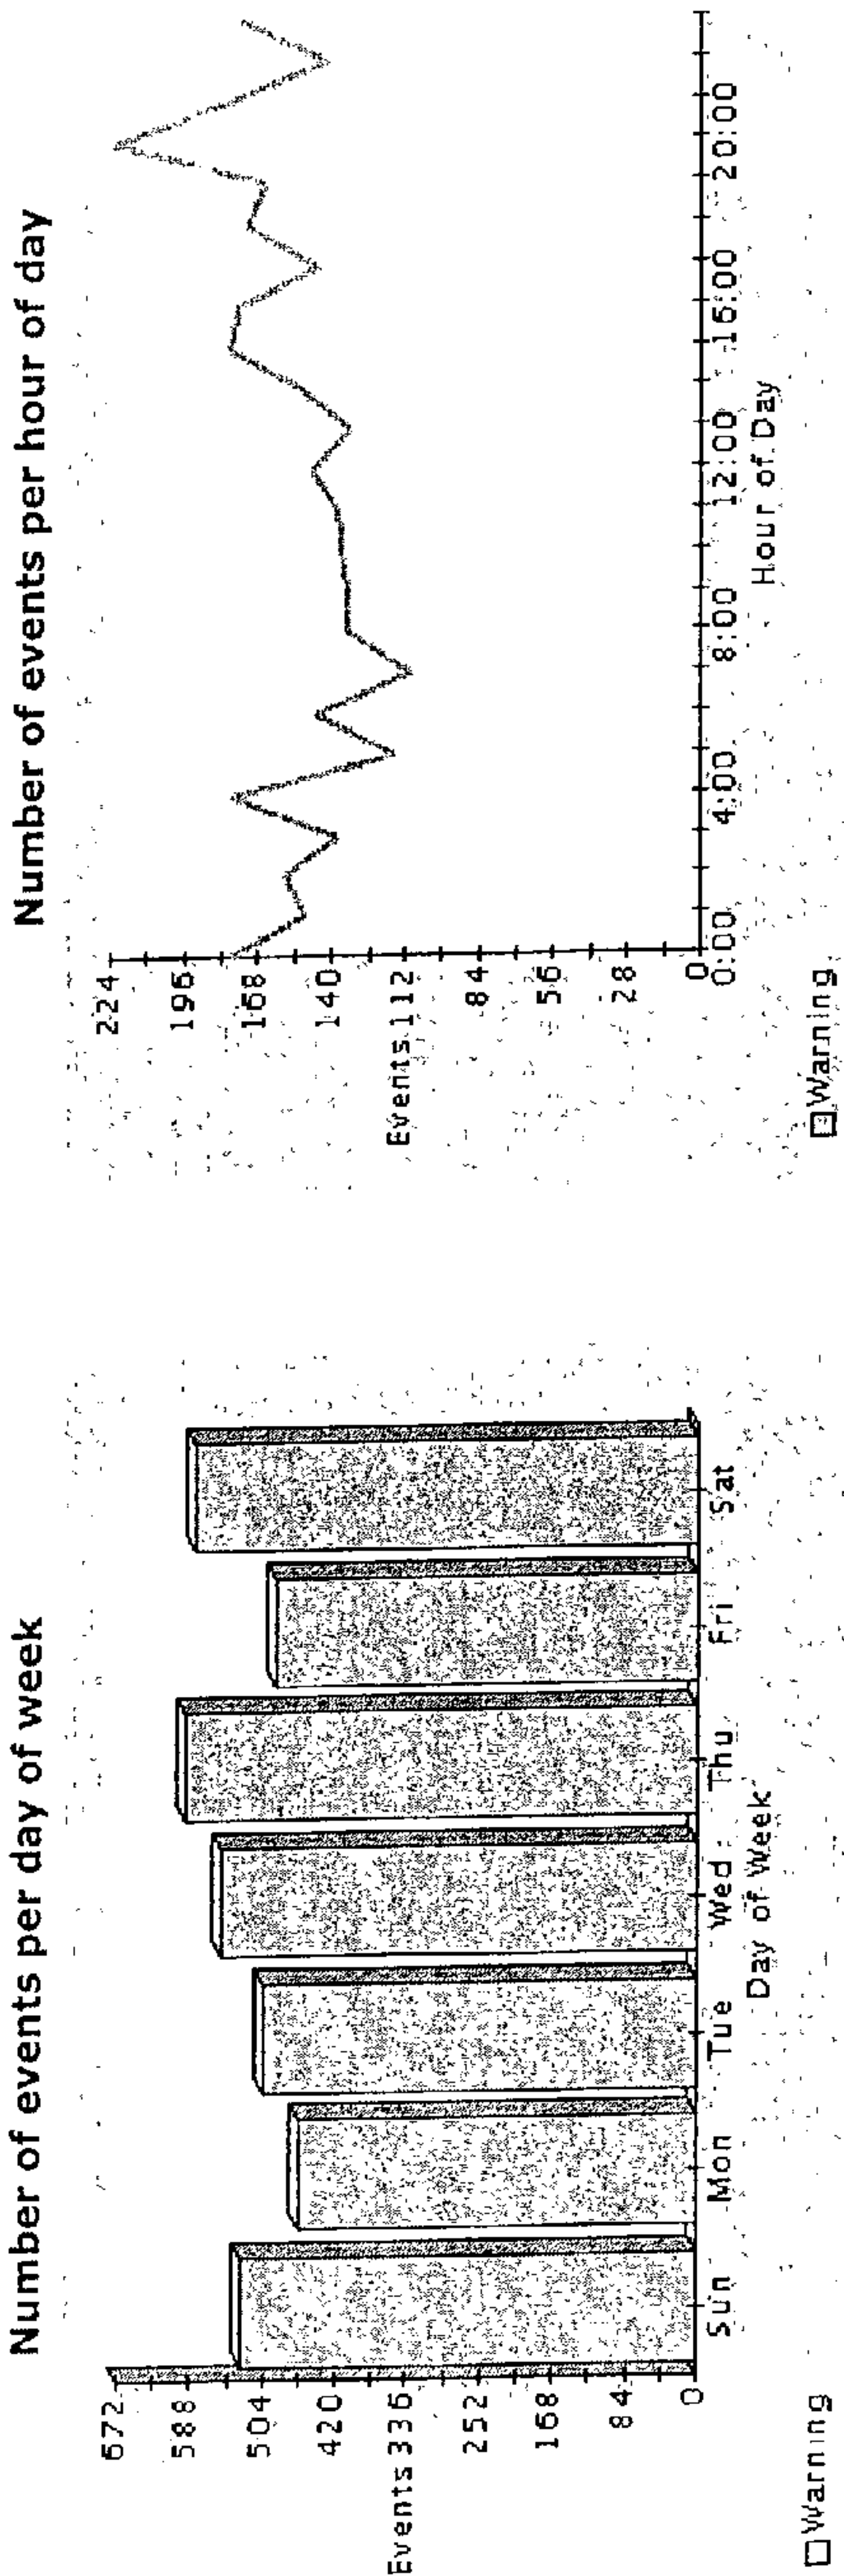 Number of events per day of week
672
588
504
420
Events 336
252
168
84
0
Sun Mon Tue Wed Thu Fri Sat
Day of Week
Warning
Number of events per hour of day
224
196
168
140
Events 112
84
56
28
0
0:00 4:00 8:00 12:00 16:00 20:00
Hour of Day
Warning